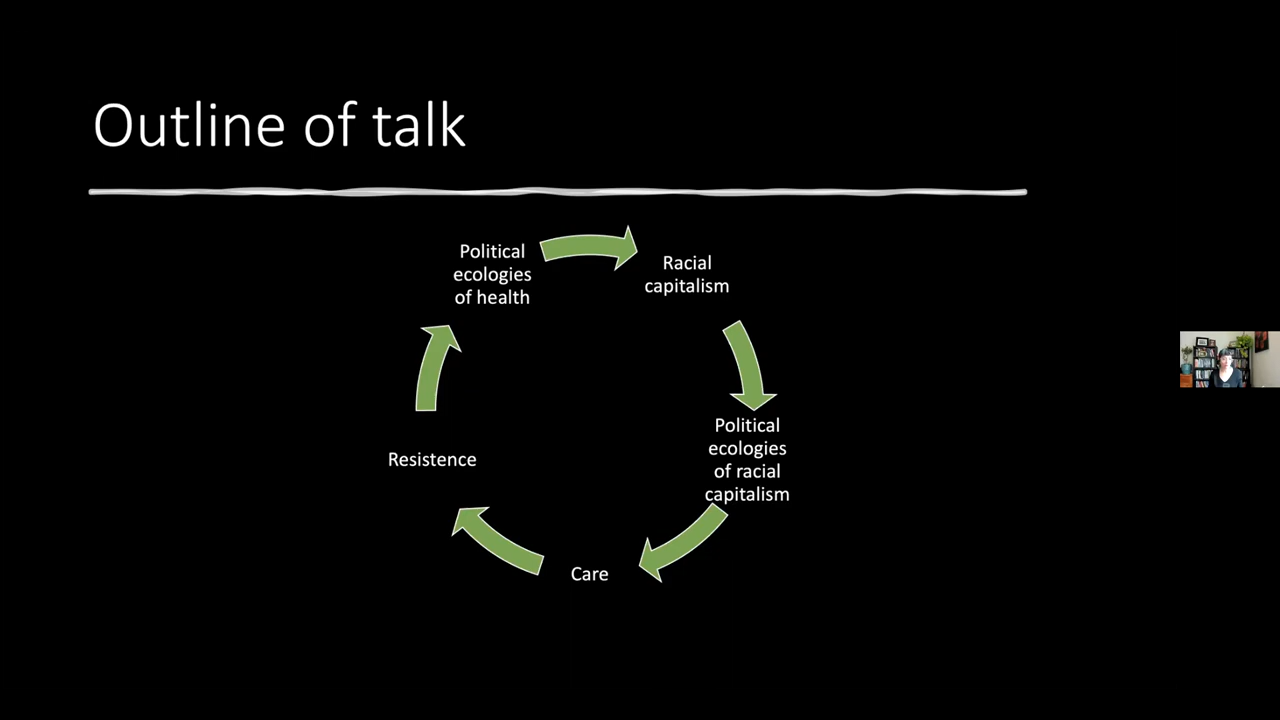 Outline of talk
Political
ecologies
of health
Racial
capitalism
Political
ecologies
of racial
capitalism
Care
Resistence